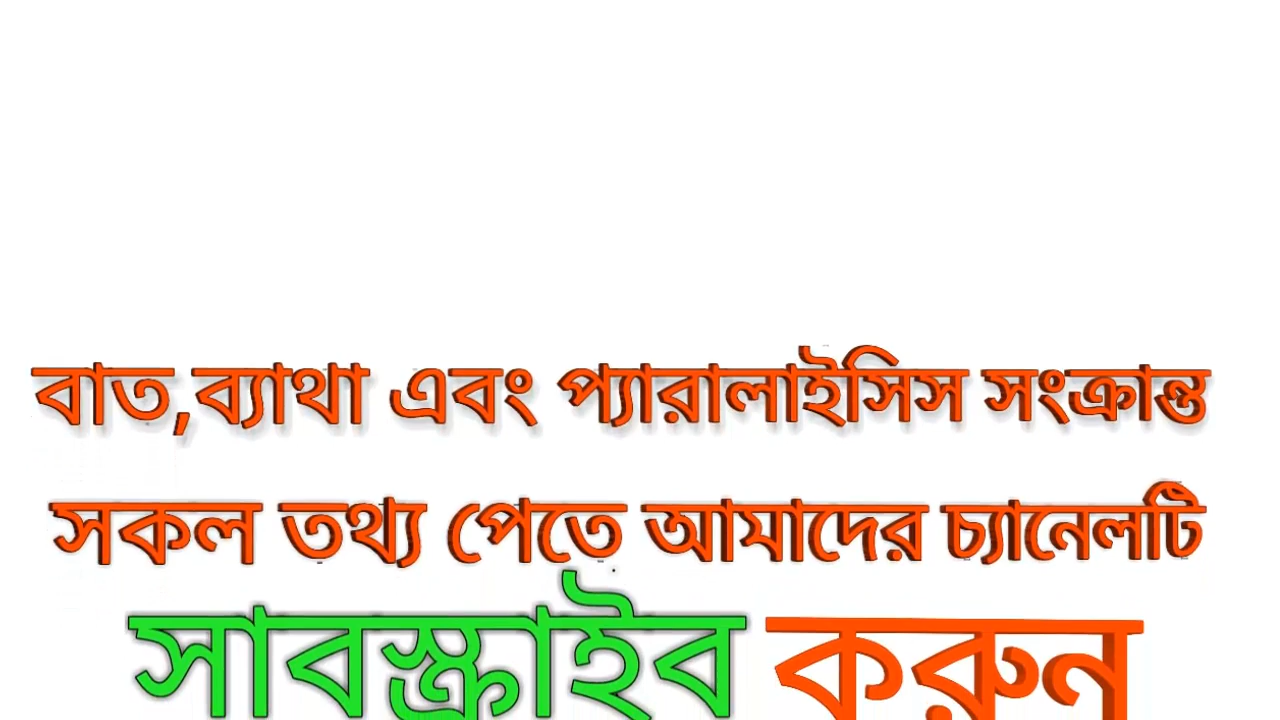 বাত,ব্যাথা এবং প্যারালাইসিস সংক্রান্ত
সকল তথ্য পেতে আমাদের চ্যানেলটি
সাবস্ক্রাইব করুন